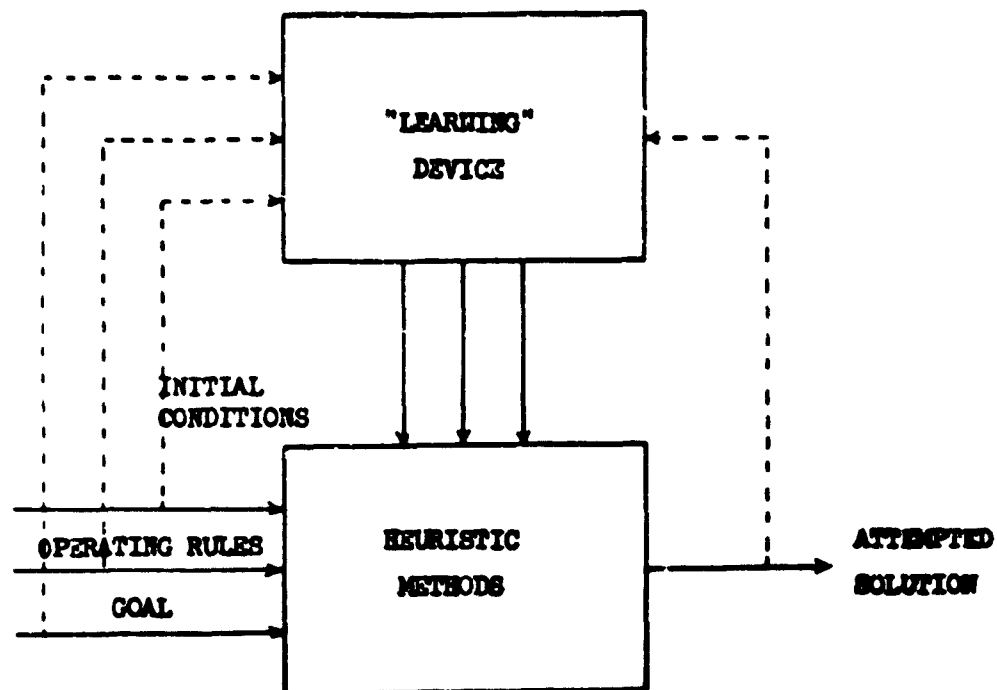 "LEARNING"
DEVICE
INITIAL
CONDITIONS
OPERATING RULES
GOAL
HEURISTIC
METHODS
ATTEMPTED
SOLUTION